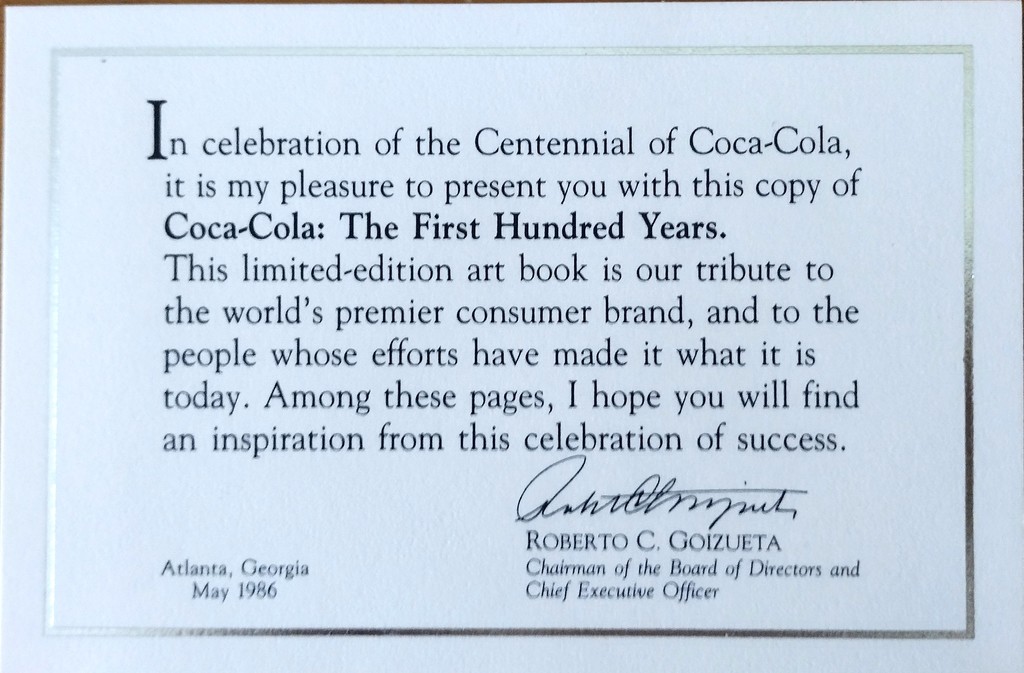 In celebration of the Centennial of Coca-Cola,
it is my pleasure to present you with this copy of
Coca-Cola: The First Hundred Years.
This limited-edition art book is our tribute to
the world's premier consumer brand, and to the
people whose efforts have made it what it is
today. Among these pages, I hope you will find
an inspiration from this celebration of success.
ROBERTO C. GOIZUETA
Chairman of the Board of Directors and
Chief Executive Officer
Atlanta, Georgia
May 1986